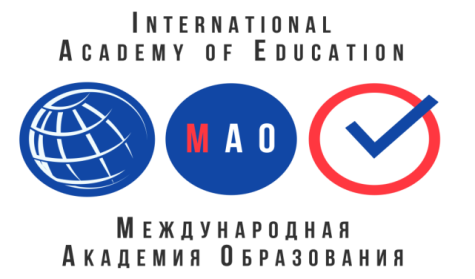 International
Academy of Education
МАО
Международная
Академия Образования